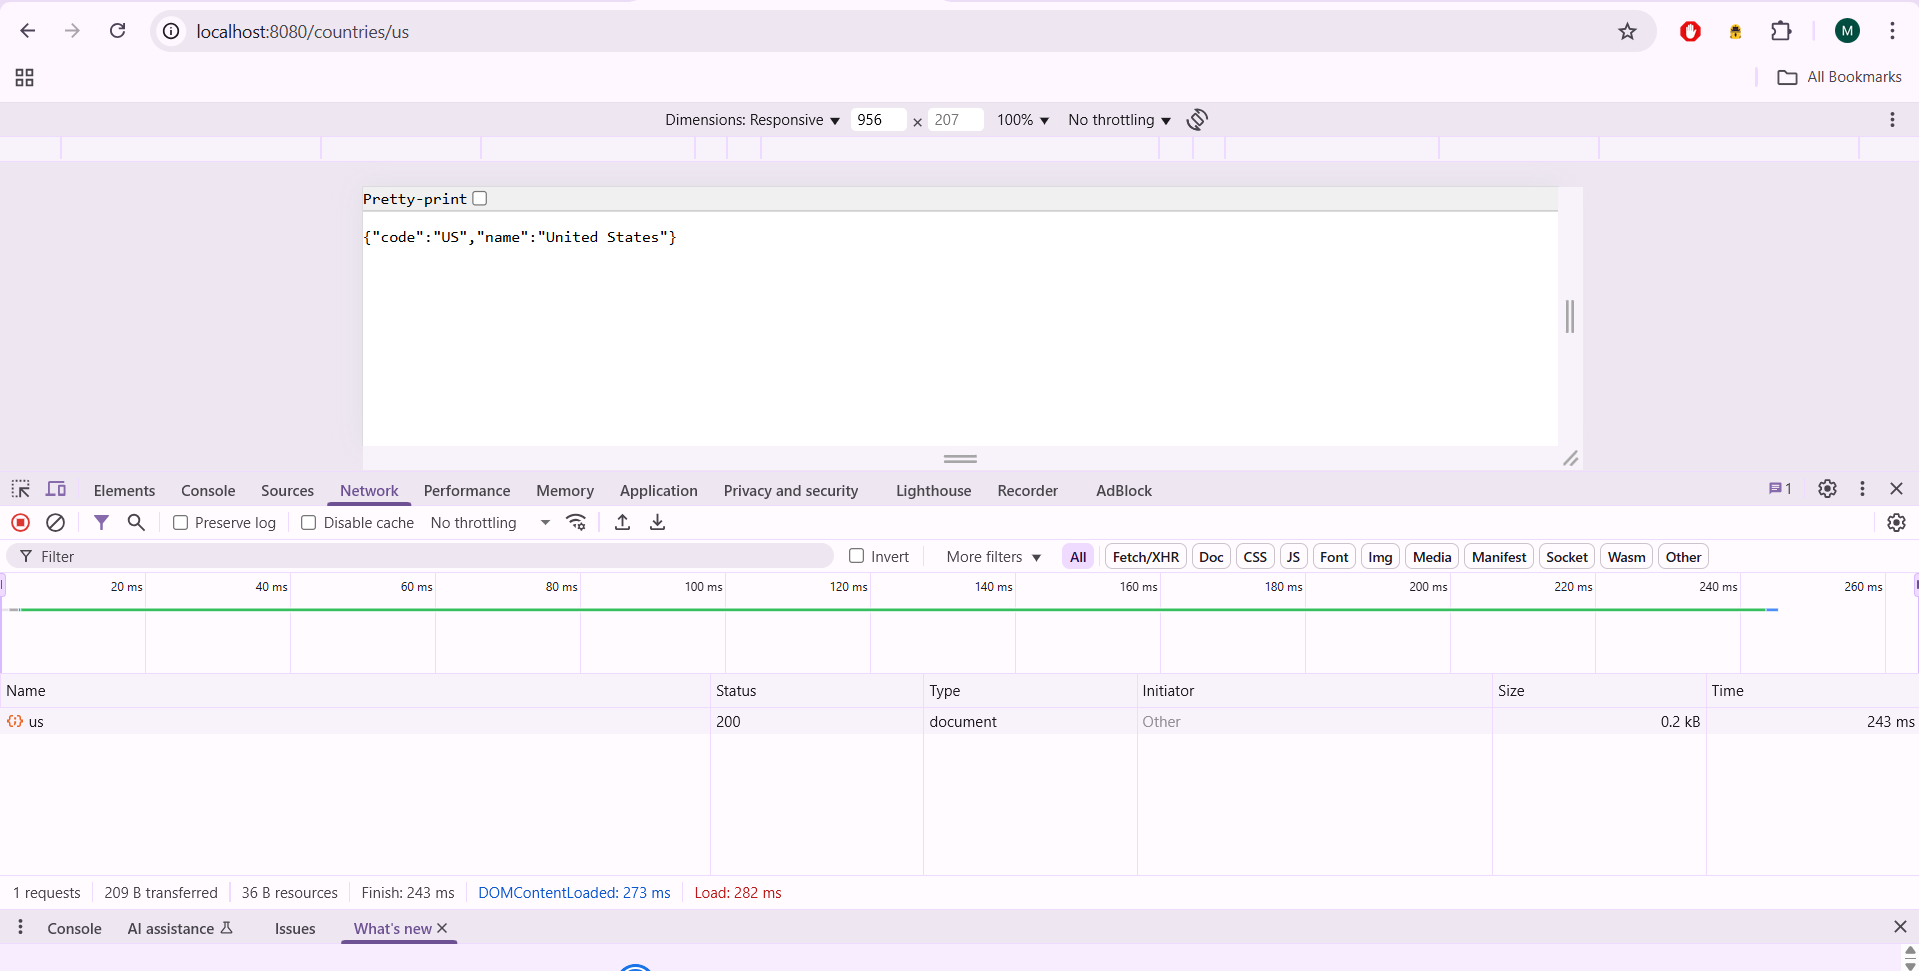 localhost:8080/countries/us
M
All Bookmarks
Dimensions: Responsive 956 × 207 100% No throttling
Pretty-print
{"code":"US","name":"United States"}
Elements Console Sources Network Performance Memory Application Privacy and security Lighthouse Recorder AdBlock 1
Preserve log Disable cache No throttling
Filter Invert More filters All Fetch/XHR Doc CSS JS Font Img Media Manifest Socket Wasm Other
20 ms 40 ms 60 ms 80 ms 100 ms 120 ms 140 ms 160 ms 180 ms 200 ms 220 ms 240 ms 260 ms
Name Status Type Initiator Size Time
us 200 document Other 0.2 kB 243 ms
1 requests 209 B transferred 36 B resources Finish: 243 ms DOMContentLoaded: 273 ms Load: 282 ms
Console AI assistance Issues What's new